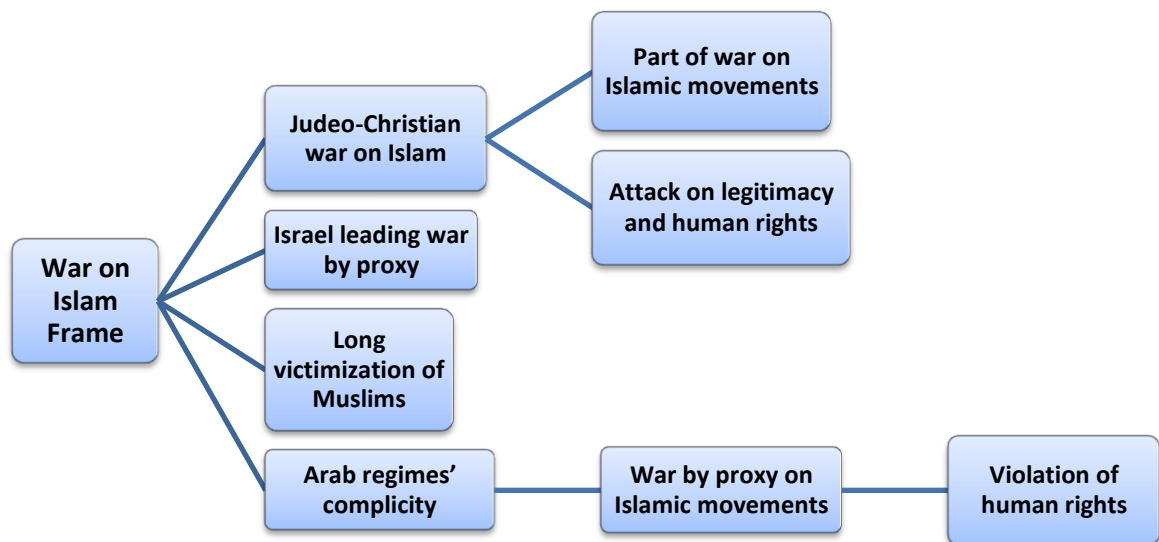 War on
Islam
Frame
Judeo-Christian
war on Islam
Part of war on
Islamic movements
Attack on legitimacy
and human rights
Israel leading war
by proxy
Long
victimization of
Muslims
Arab regimes’
complicity
War by proxy on
Islamic movements
Violation of
human rights